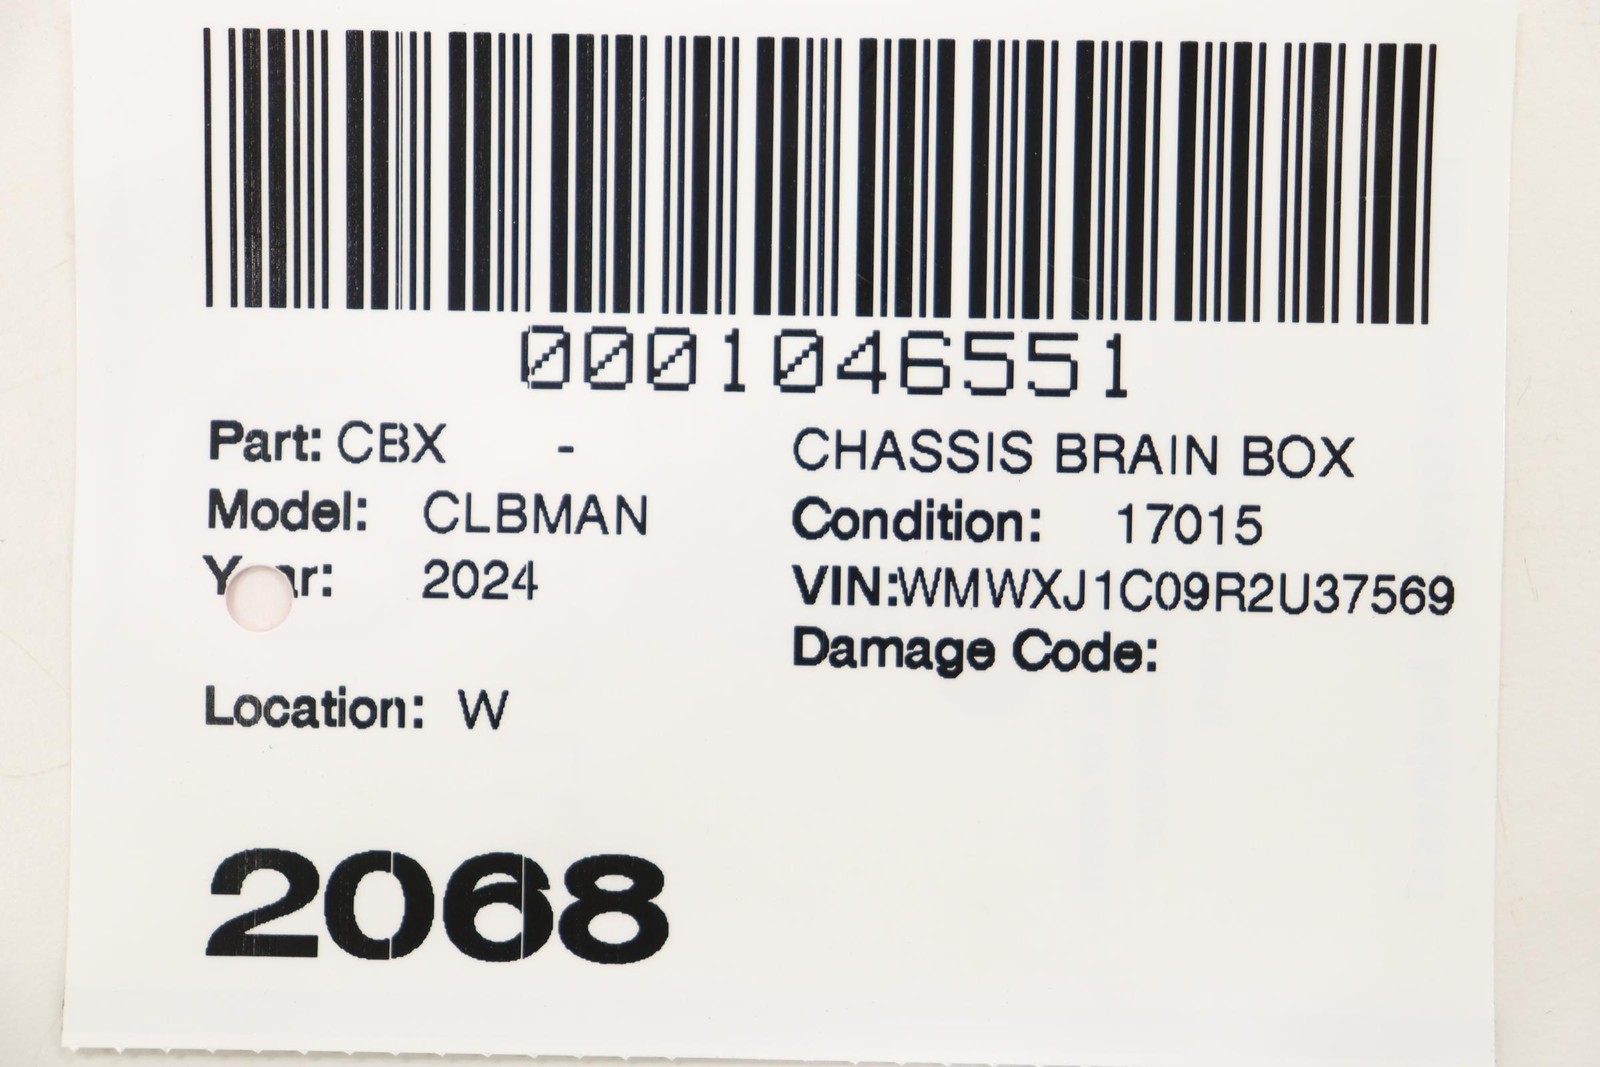 0001046551
Part: CBX - CHASSIS BRAIN BOX
Model: CLBMAN Condition: 17015
2024 VIN:WMWXJ1C09R2U37569
Damage Code:
Location: W
2068